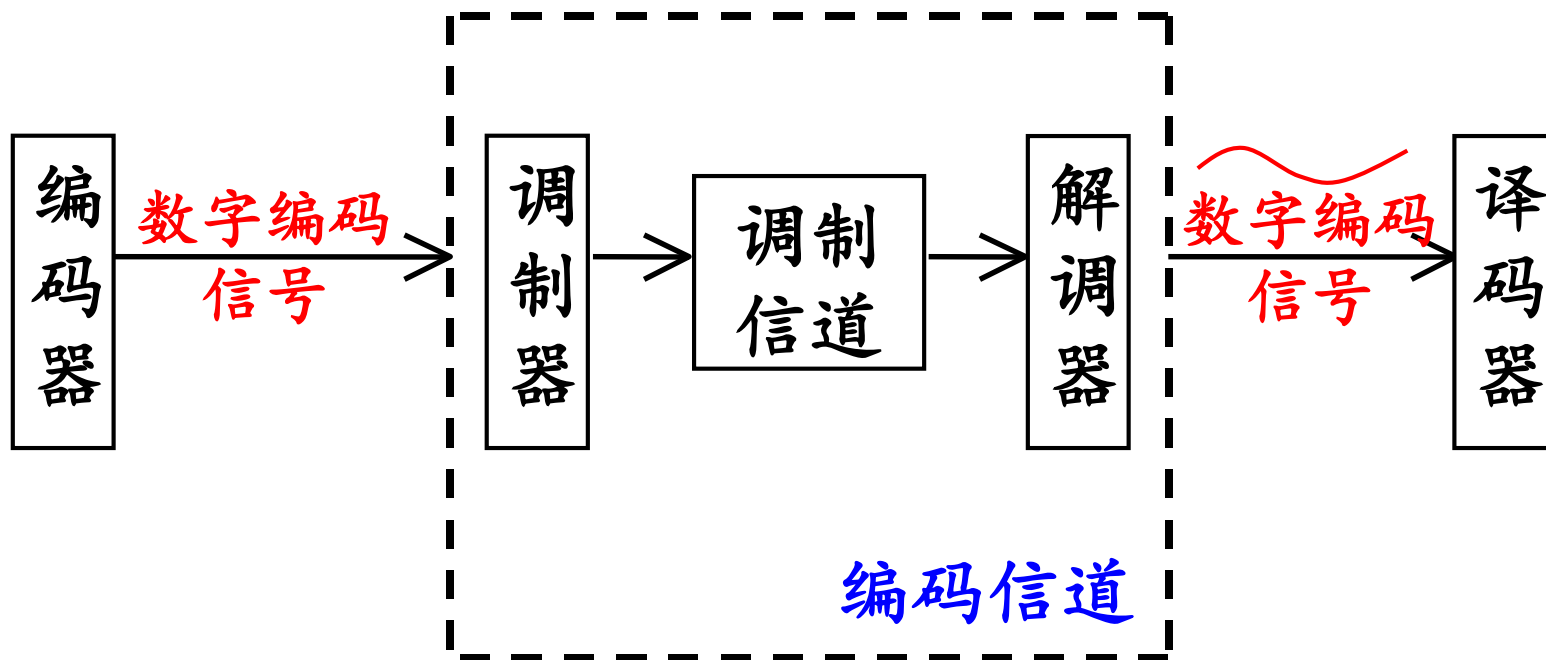 编码器
数字编码
信号
调制器
调制
信道
解调器
数字编码
信号
译码器
编码信道